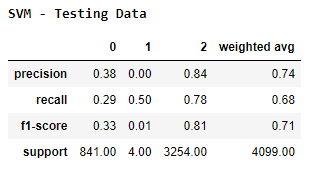 SVM - Testing Data
0 1 2 weighted avg
precision 0.38 0.00 0.84 0.74
recall 0.29 0.50 0.78 0.68
f1-score 0.33 0.01 0.81 0.71
support 841.00 4.00 3254.00 4099.00